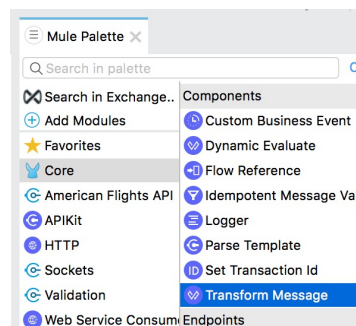 Mule Palette
Search in palette
Search in Exchange..
Add Modules
Favorites
Core
American Flights API
APIKit
HTTP
Sockets
Validation
Web Service Consum
Components
Custom Business Event
Dynamic Evaluate
Flow Reference
Idempotent Message Va
Logger
Parse Template
ID Set Transaction Id
Transform Message
Endpoints